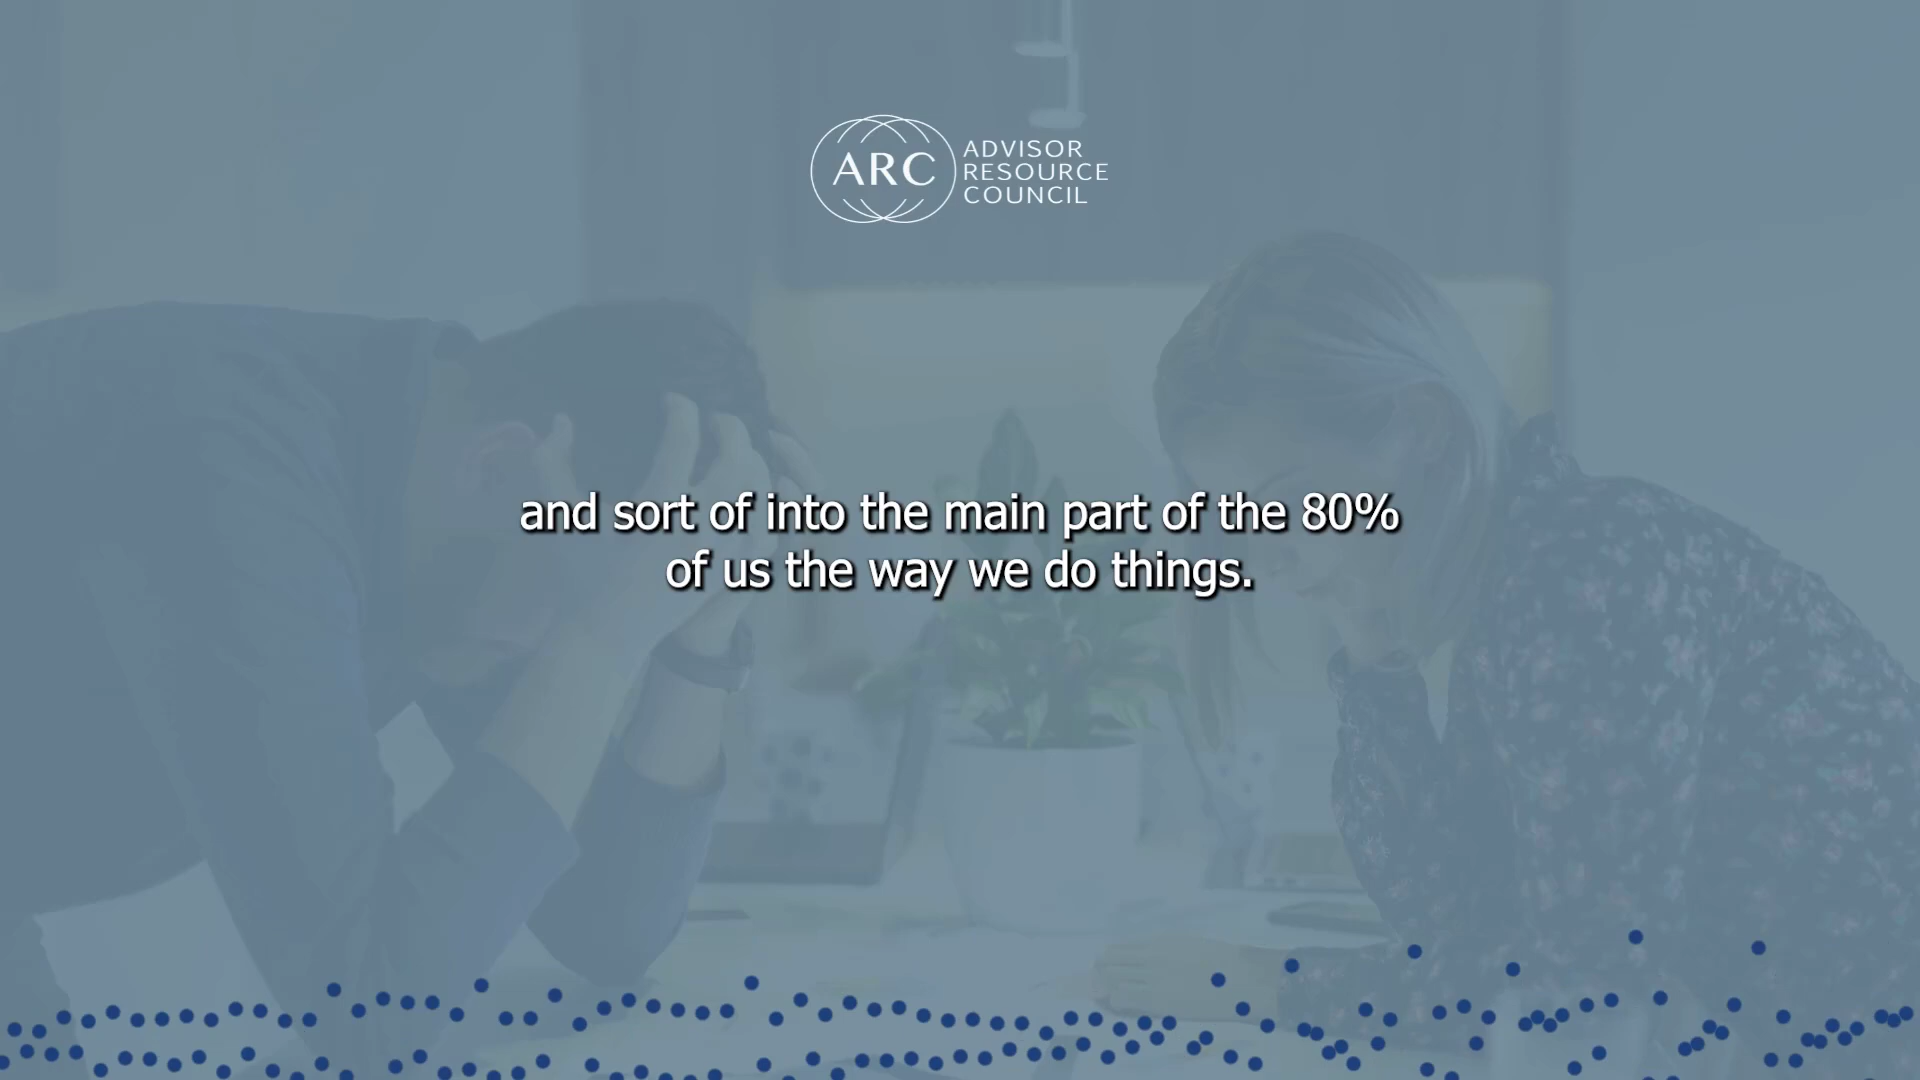 ARC
ADVISOR
RESOURCE
COUNCIL
and sort of into the main part of the 80%
of us the way we do things.